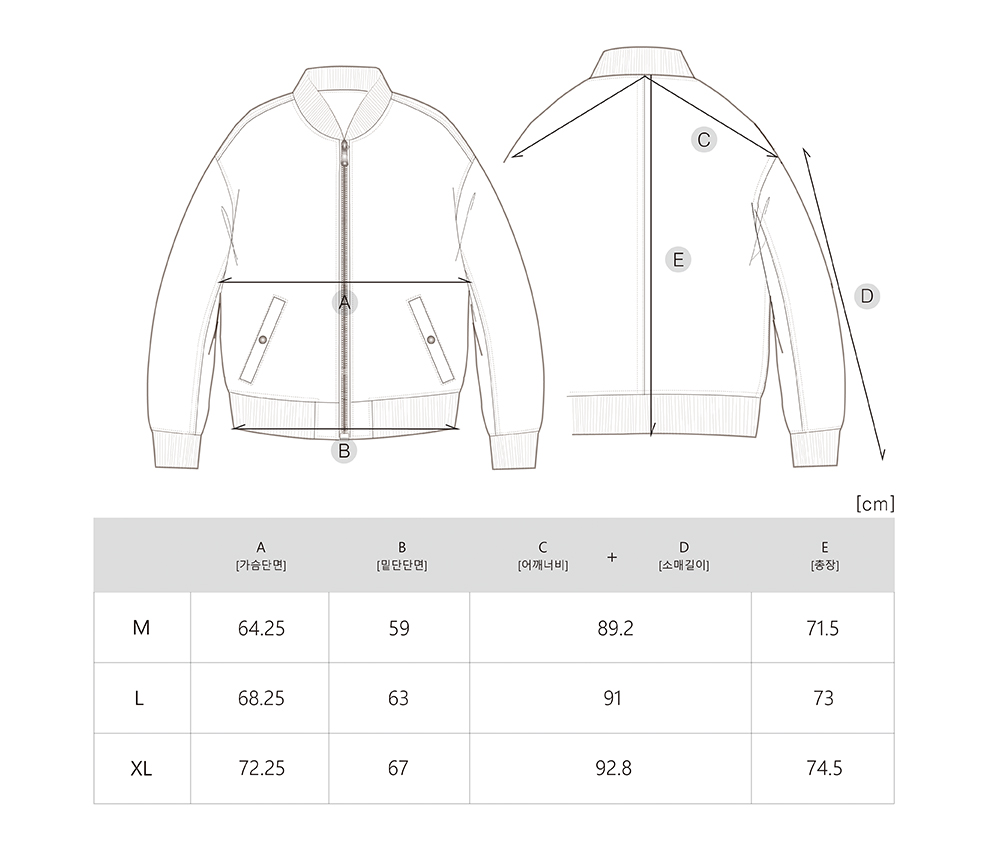 C
E
D
A
B
[cm]
A B C + D E
[가슴단면] [밑단단면] [어깨너비] [소매길이] [총장]
M 64.25 59 89.2 71.5
L 68.25 63 91 73
XL 72.25 67 92.8 74.5